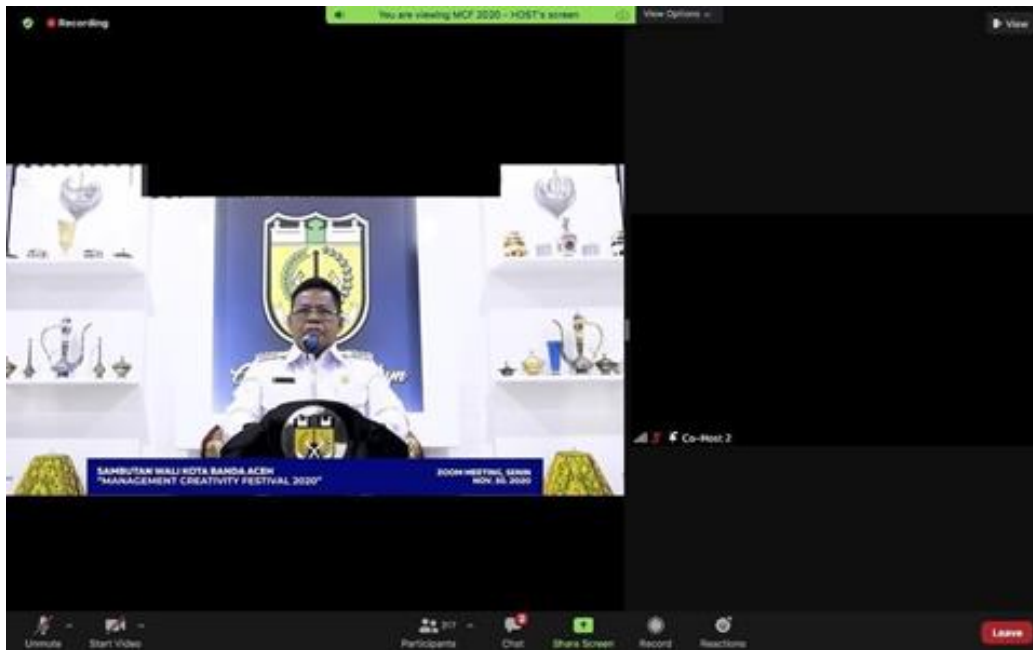 Recording
You are viewing MCF 2020 - HOST's screen
View Options
View
SAMBUTAN WALI KOTA BANDA ACEH
"MANAGEMENT CREATIVITY FESTIVAL 2020"
ZOOM MEETING, SENIN
NOV, 30, 2020
Co-Host 2
Unmute
Start Video
Participants
Chat
Share Screen
Record
Reactions
Leave